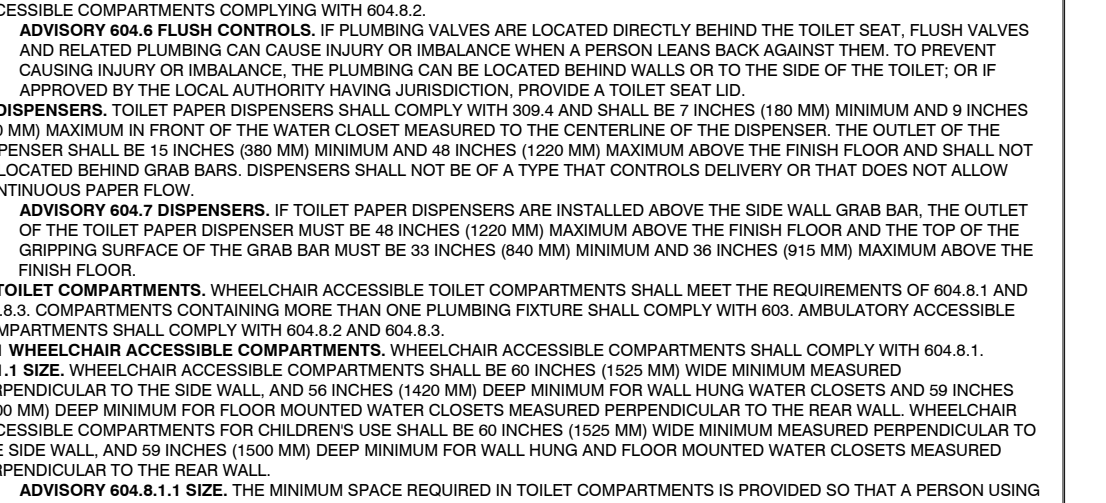 CESSIBLE COMPARTMENTS COMPLYING WITH 604.8.2.
ADVISORY 604.6 FLUSH CONTROLS. IF PLUMBING VALVES ARE LOCATED DIRECTLY BEHIND THE TOILET SEAT, FLUSH VALVES
AND RELATED PLUMBING CAN CAUSE INJURY OR IMBALANCE WHEN A PERSON LEANS BACK AGAINST THEM. TO PREVENT
CAUSING INJURY OR IMBALANCE, THE PLUMBING CAN BE LOCATED BEHIND WALLS OR TO THE SIDE OF THE TOILET; OR IF
APPROVED BY THE LOCAL AUTHORITY HAVING JURISDICTION, PROVIDE A TOILET SEAT LID.
DISPENSERS. TOILET PAPER DISPENSERS SHALL COMPLY WITH 309.4 AND SHALL BE 7 INCHES (180 MM) MINIMUM AND 9 INCHES
0 MM) MAXIMUM IN FRONT OF THE WATER CLOSET MEASURED TO THE CENTERLINE OF THE DISPENSER. THE OUTLET OF THE
PENSER SHALL BE 15 INCHES (380 MM) MINIMUM AND 48 INCHES (1220 MM) MAXIMUM ABOVE THE FINISH FLOOR AND SHALL NOT
LOCATED BEHIND GRAB BARS. DISPENSERS SHALL NOT BE OF A TYPE THAT CONTROLS DELIVERY OR THAT DOES NOT ALLOW
NTINUOUS PAPER FLOW.
ADVISORY 604.7 DISPENSERS. IF TOILET PAPER DISPENSERS ARE INSTALLED ABOVE THE SIDE WALL GRAB BAR, THE OUTLET
OF THE TOILET PAPER DISPENSER MUST BE 48 INCHES (1220 MM) MAXIMUM ABOVE THE FINISH FLOOR AND THE TOP OF THE
GRIPPING SURFACE OF THE GRAB BAR MUST BE 33 INCHES (840 MM) MINIMUM AND 36 INCHES (915 MM) MAXIMUM ABOVE THE
FINISH FLOOR.
TOILET COMPARTMENTS. WHEELCHAIR ACCESSIBLE TOILET COMPARTMENTS SHALL MEET THE REQUIREMENTS OF 604.8.1 AND
.8.3. COMPARTMENTS CONTAINING MORE THAN ONE PLUMBING FIXTURE SHALL COMPLY WITH 603. AMBULATORY ACCESSIBLE
MPARTMENTS SHALL COMPLY WITH 604.8.2 AND 604.8.3.
WHEELCHAIR ACCESSIBLE COMPARTMENTS. WHEELCHAIR ACCESSIBLE COMPARTMENTS SHALL COMPLY WITH 604.8.1.
.1 SIZE. WHEELCHAIR ACCESSIBLE COMPARTMENTS SHALL BE 60 INCHES (1525 MM) WIDE MINIMUM MEASURED
RPENDICULAR TO THE SIDE WALL, AND 56 INCHES (1420 MM) DEEP MINIMUM FOR WALL HUNG WATER CLOSETS AND 59 INCHES
00 MM) DEEP MINIMUM FOR FLOOR MOUNTED WATER CLOSETS MEASURED PERPENDICULAR TO THE REAR WALL. WHEELCHAIR
CESSIBLE COMPARTMENTS FOR CHILDREN'S USE SHALL BE 60 INCHES (1525 MM) WIDE MINIMUM MEASURED PERPENDICULAR TO
E SIDE WALL, AND 59 INCHES (1500 MM) DEEP MINIMUM FOR WALL HUNG AND FLOOR MOUNTED WATER CLOSETS MEASURED
RPENDICULAR TO THE REAR WALL.
ADVISORY 604.8.1.1 SIZE. THE MINIMUM SPACE REQUIRED IN TOILET COMPARTMENTS IS PROVIDED SO THAT A PERSON USING